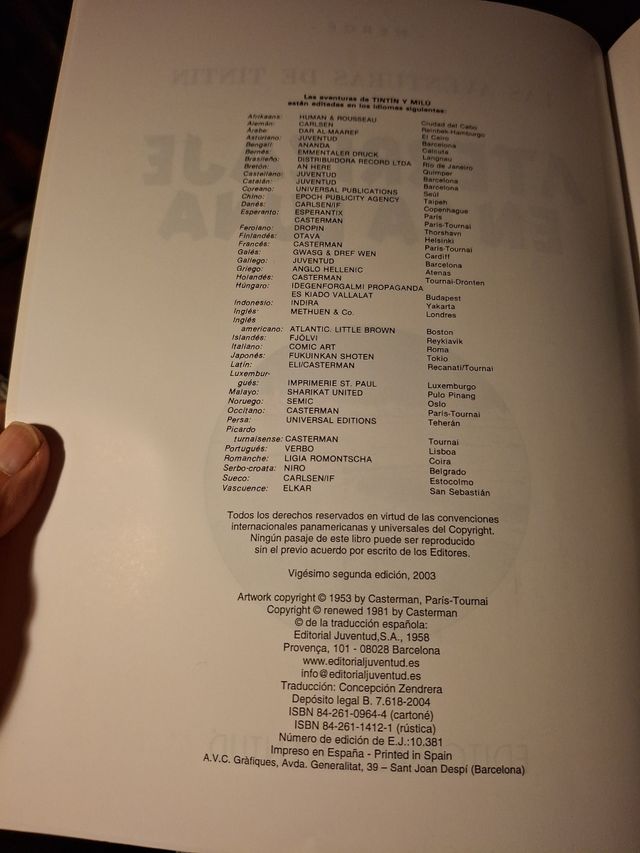 Las aventuras de TINTIN Y MILÚ
están editadas en los idiomas siguientes:
Afrikaans: HUMAN & ROUSSEAU Ciudad del Cabo
Alemán: CARLSEN Reinbek-Hamburgo
Árabe: DAR AL-MAAREF El Cairo
Asturiano: JUVENTUD Barcelona
Bengalí: ANANDA Calcuta
Bernés: EMMENTALER DRUCK Langnau
Brasileño: DISTRIBUIDORA RECORD LTDA Río de Janeiro
Bretón: AN HERE Quimper
Castellano: JUVENTUD Barcelona
Catalán: JUVENTUD Barcelona
Coreano: UNIVERSAL PUBLICATIONS Seúl
Chino: EPOCH PUBLICITY AGENCY Taipeh
Danés: CARLSEN/IF Copenhague
Esperanto: ESPERANTIX París
CASTERMAN París-Tournai
Feroiano: DROPIN Thorshavn
Finlandés: OTAVA Helsinki
Francés: CASTERMAN París-Tournai
Galés: GWASG & DREF WEN Cardiff
Gallego: JUVENTUD Barcelona
Griego: ANGLO HELLENIC Atenas
Holandés: CASTERMAN Tournai-Dronten
Húngaro: IDEGENFORGALMI PROPAGANDA
ES KIADO VALLALAT Budapest
Indonesio: INDIRA Yakarta
Inglés: METHUEN & Co. Londres
Inglés
americano: ATLANTIC. LITTLE BROWN Boston
Islandés: FJÖLVI Reykiavik
Italiano: COMIC ART Roma
Japonés: FUKUINKAN SHOTEN Tokio
Latín: ELI/CASTERMAN Recanati/Tournai
Luxembur-
gués: IMPRIMERIE ST. PAUL Luxemburgo
Malayo: SHARIKAT UNITED Pulo Pinang
Noruego: SEMIC Oslo
Occitano: CASTERMAN París-Tournai
Persa: UNIVERSAL EDITIONS Teherán
Picardo
turnaisense: CASTERMAN Tournai
Portugués: VERBO Lisboa
Romanche: LIGIA ROMONTSCHA Coira
Serbo-croata: NIRO Belgrado
Sueco: CARLSEN/IF Estocolmo
Vascuence: ELKAR San Sebastián
Todos los derechos reservados en virtud de las convenciones
internacionales panamericanas y universales del Copyright.
Ningún pasaje de este libro puede ser reproducido
sin el previo acuerdo por escrito de los Editores.
Vigésimo segunda edición, 2003
Artwork copyright © 1953 by Casterman, París-Tournai
Copyright © renewed 1981 by Casterman
© de la traducción española:
Editorial Juventud,S.A., 1958
Provença, 101 - 08028 Barcelona
www.editorialjuventud.es
info@editorialjuventud.es
Traducción: Concepción Zendrera
Depósito legal B. 7.618-2004
ISBN 84-261-0964-4 (cartoné)
ISBN 84-261-1412-1 (rústica)
Número de edición de E.J.:10.381
Impreso en España - Printed in Spain
A.V.C. Gràfiques, Avda. Generalitat, 39 – Sant Joan Despí (Barcelona)